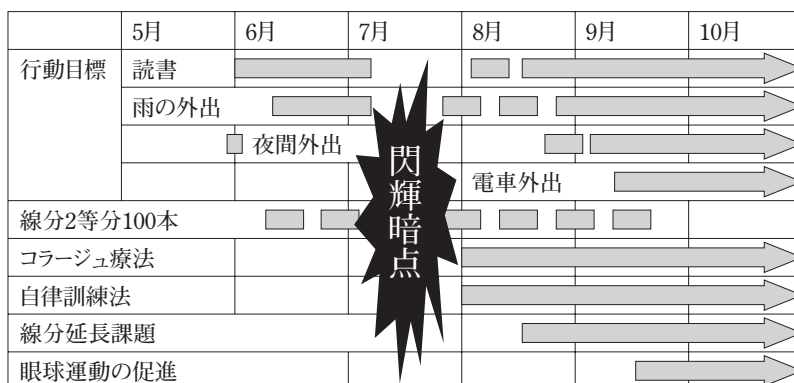 5月 6月 7月 8月 9月 10月
行動目標 読書
雨の外出
夜間外出
電車外出
線分2等分100本
コラージュ療法
自律訓練法
線分延長課題
眼球運動の促進
閃輝暗点